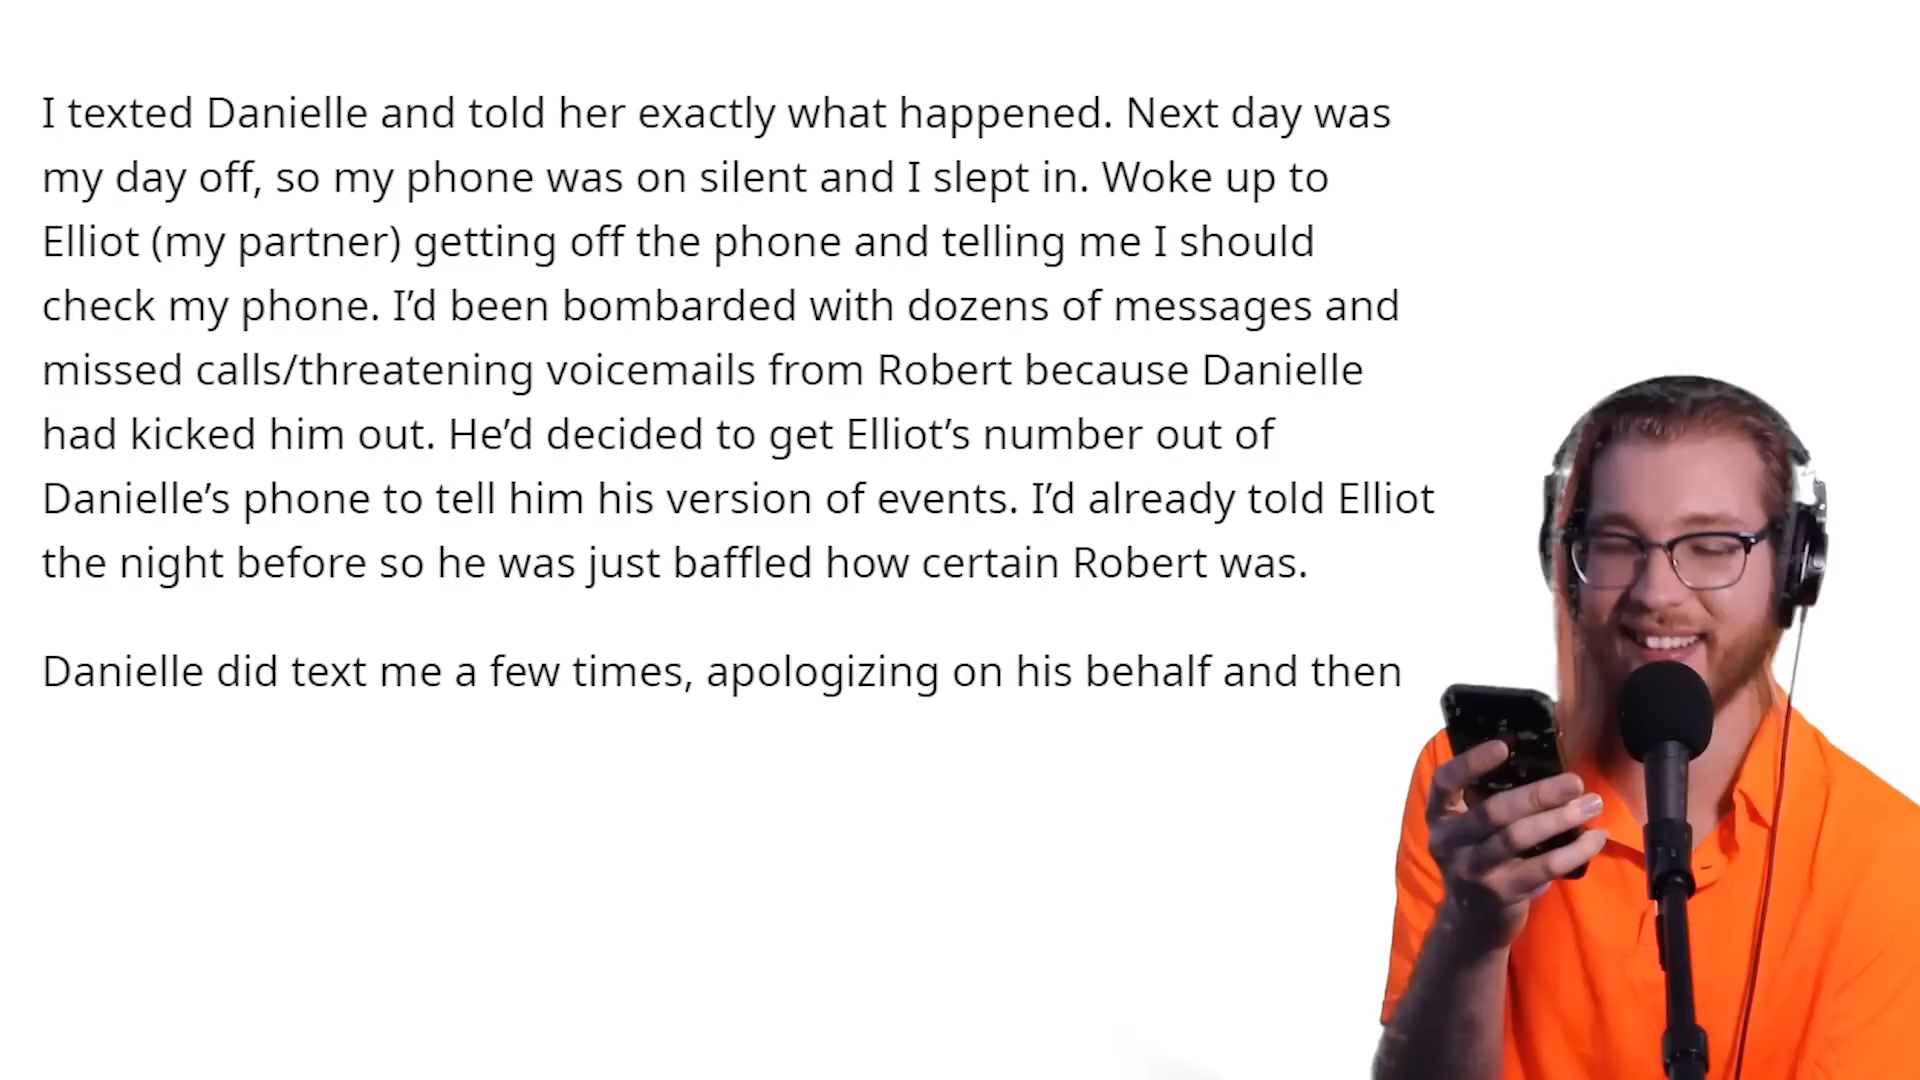 I texted Danielle and told her exactly what happened. Next day was
my day off, so my phone was on silent and I slept in. Woke up to
Elliot (my partner) getting off the phone and telling me I should
check my phone. I’d been bombarded with dozens of messages and
missed calls/threatening voicemails from Robert because Danielle
had kicked him out. He’d decided to get Elliot’s number out of
Danielle’s phone to tell him his version of events. I’d already told Elliot
the night before so he was just baffled how certain Robert was.
Danielle did text me a few times, apologizing on his behalf and then